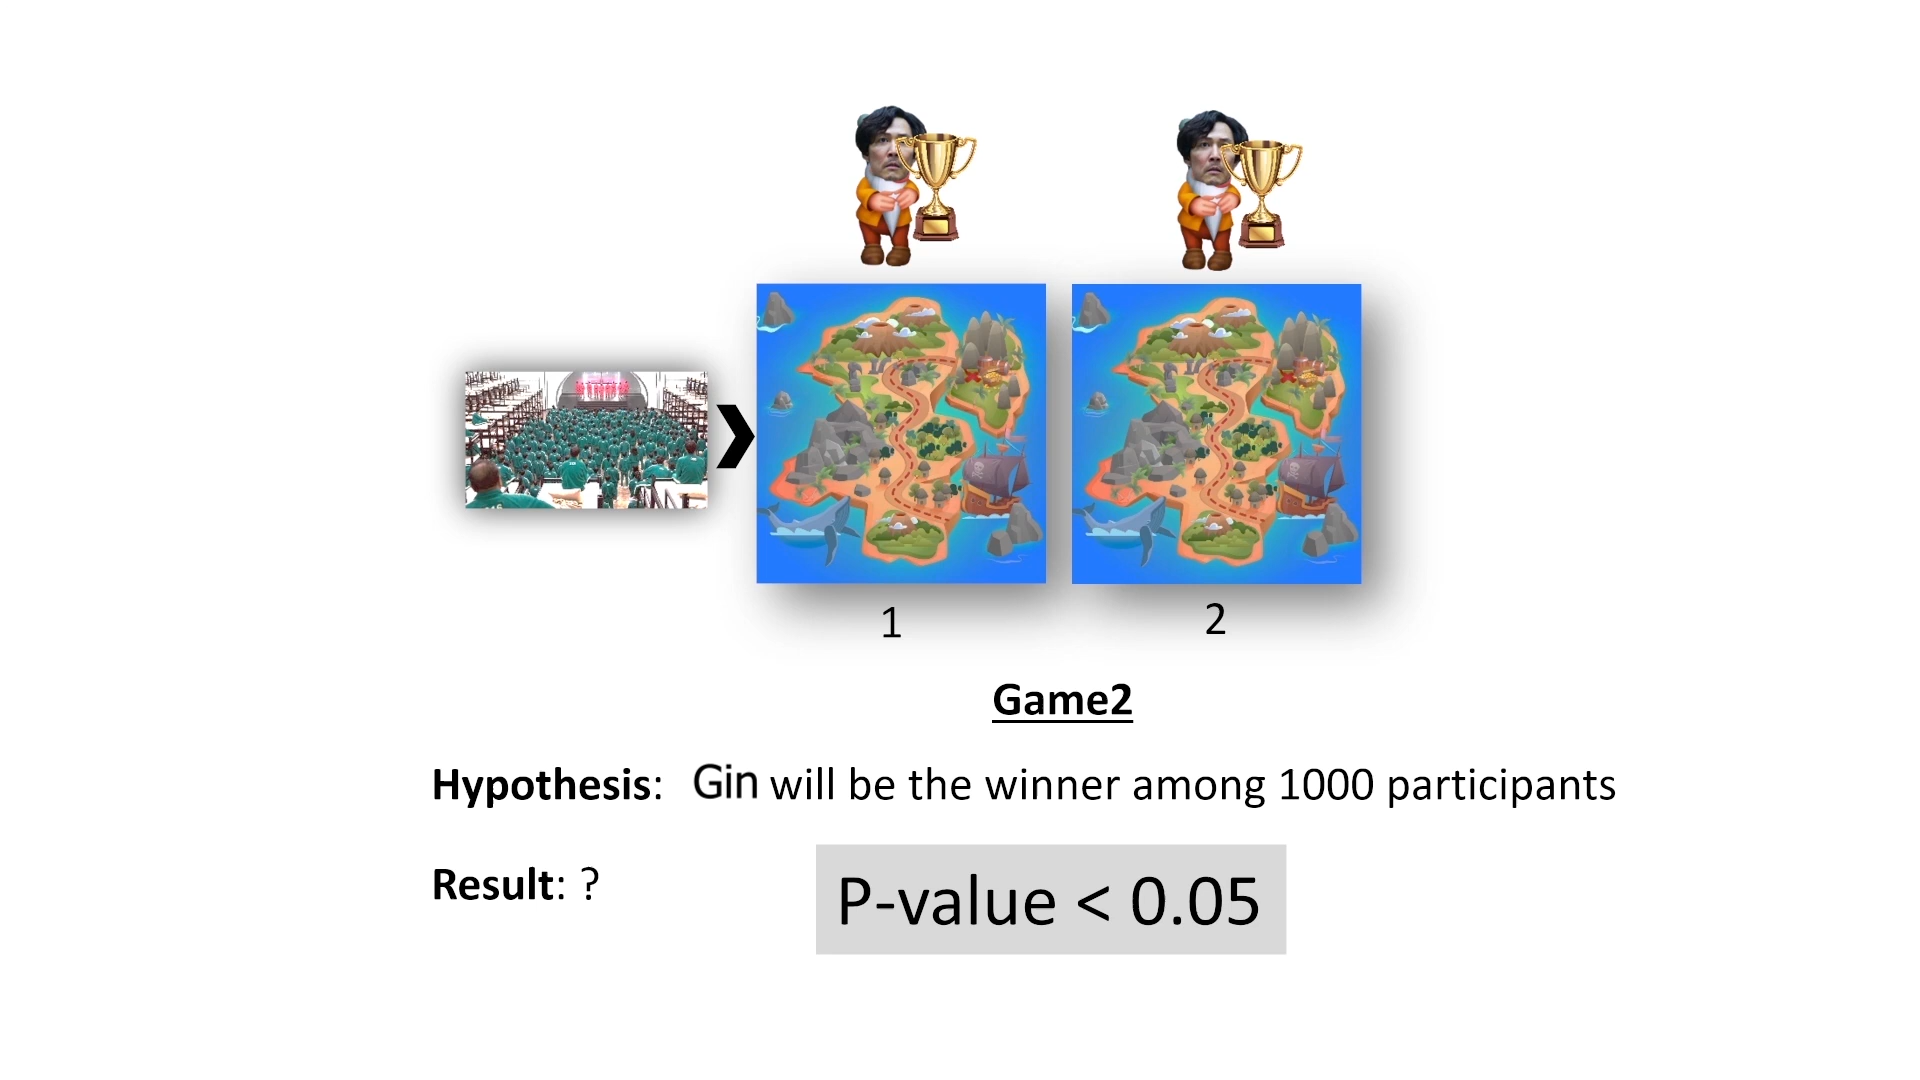 1
2
Game2
Hypothesis: Gin will be the winner among 1000 participants
Result: ?
P-value < 0.05